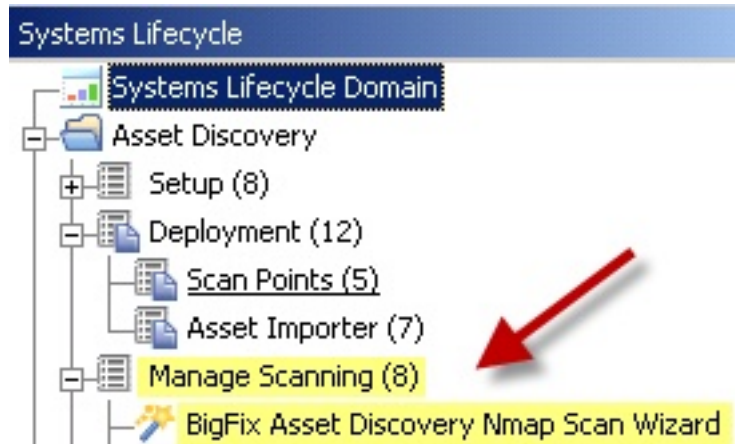 Systems Lifecycle
Systems Lifecycle Domain
Asset Discovery
Setup (8)
Deployment (12)
Scan Points (5)
Asset Importer (7)
Manage Scanning (8)
BigFix Asset Discovery Nmap Scan Wizard